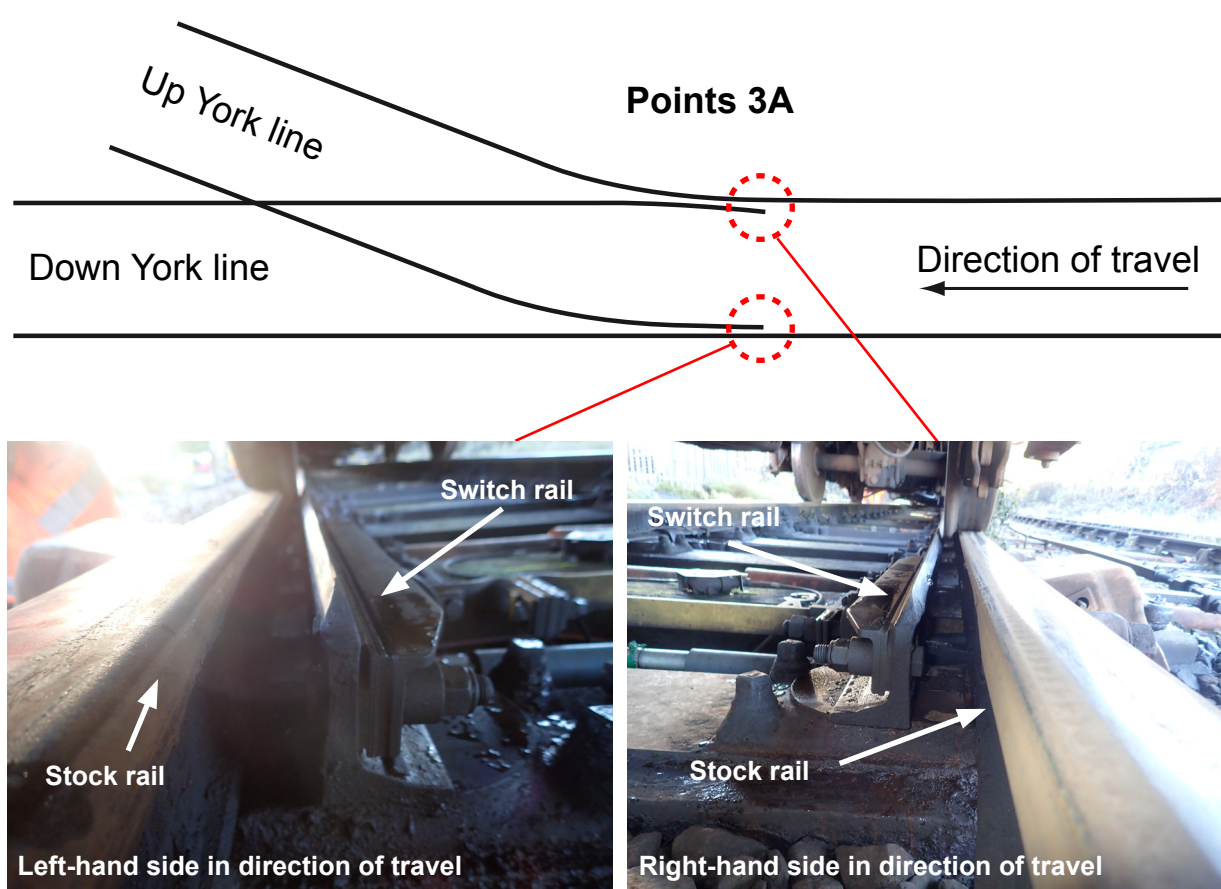 Up York line
Points 3A
Down York line
Direction of travel
Switch rail
Stock rail
Left-hand side in direction of travel
Switch rail
Stock rail
Right-hand side in direction of travel